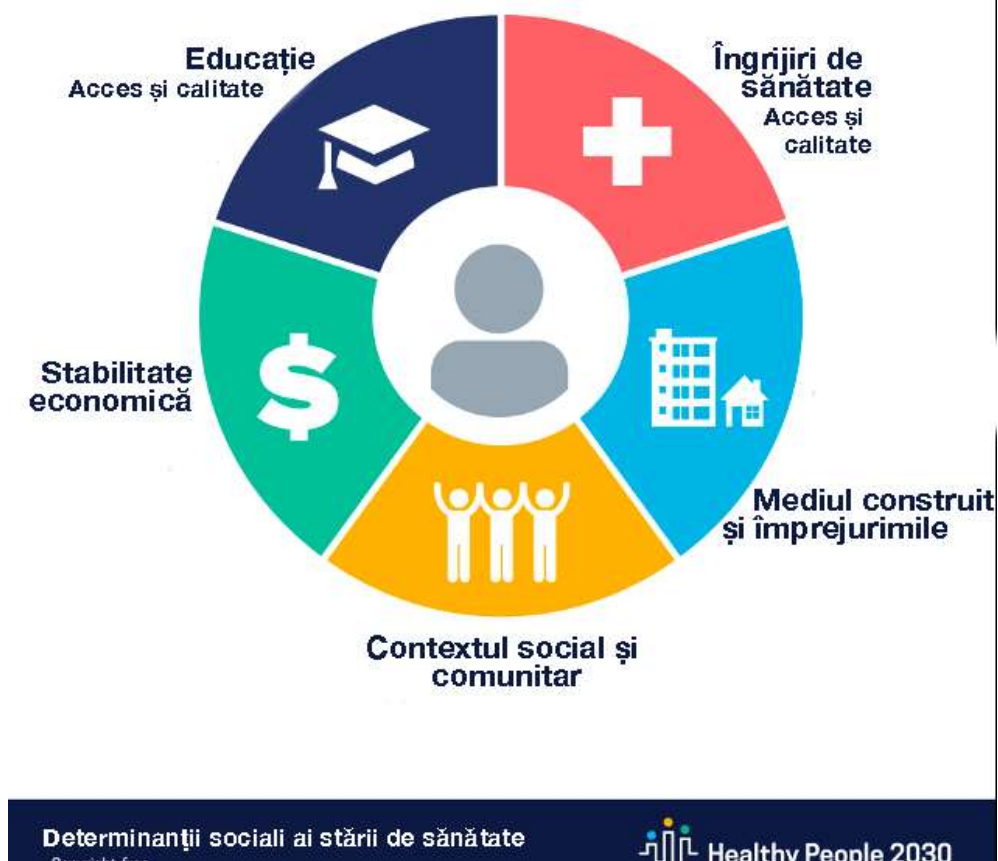 Educație
Acces și calitate
Îngrijiri de
sănătate
Acces și
calitate
Stabilitate
economică
Mediul construit
și împrejurimile
Contextul social și
comunitar
Determinanții sociali ai stării de sănătate
Healthy People 2030